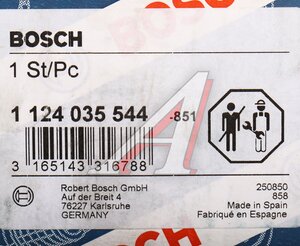 BOSCH
1 St/Pc
1 124 035 544 -851
3 165143 316788
Robert Bosch GmbH
Auf der Breit 4
76227 Karlsruhe
GERMANY
250850
858
Made in Spain
Fabriqué en Espagne